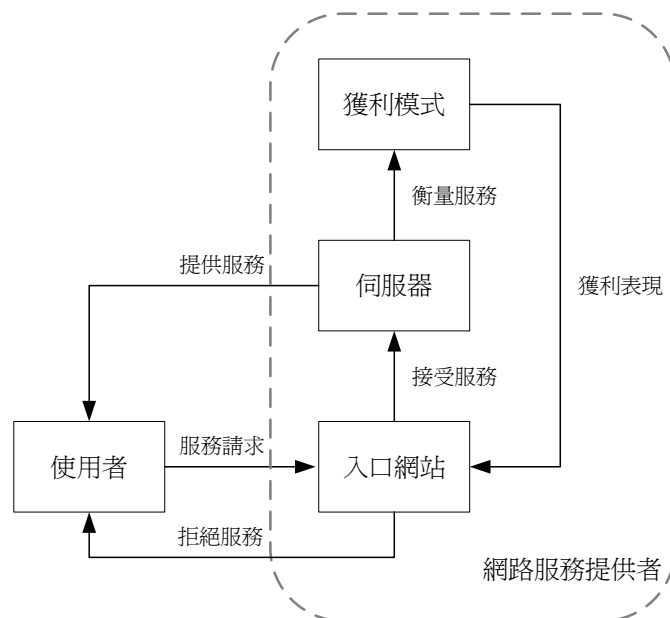 獲利模式
衡量服務
提供服務
伺服器
獲利表現
接受服務
使用者
服務請求
入口網站
拒絕服務
網路服務提供者